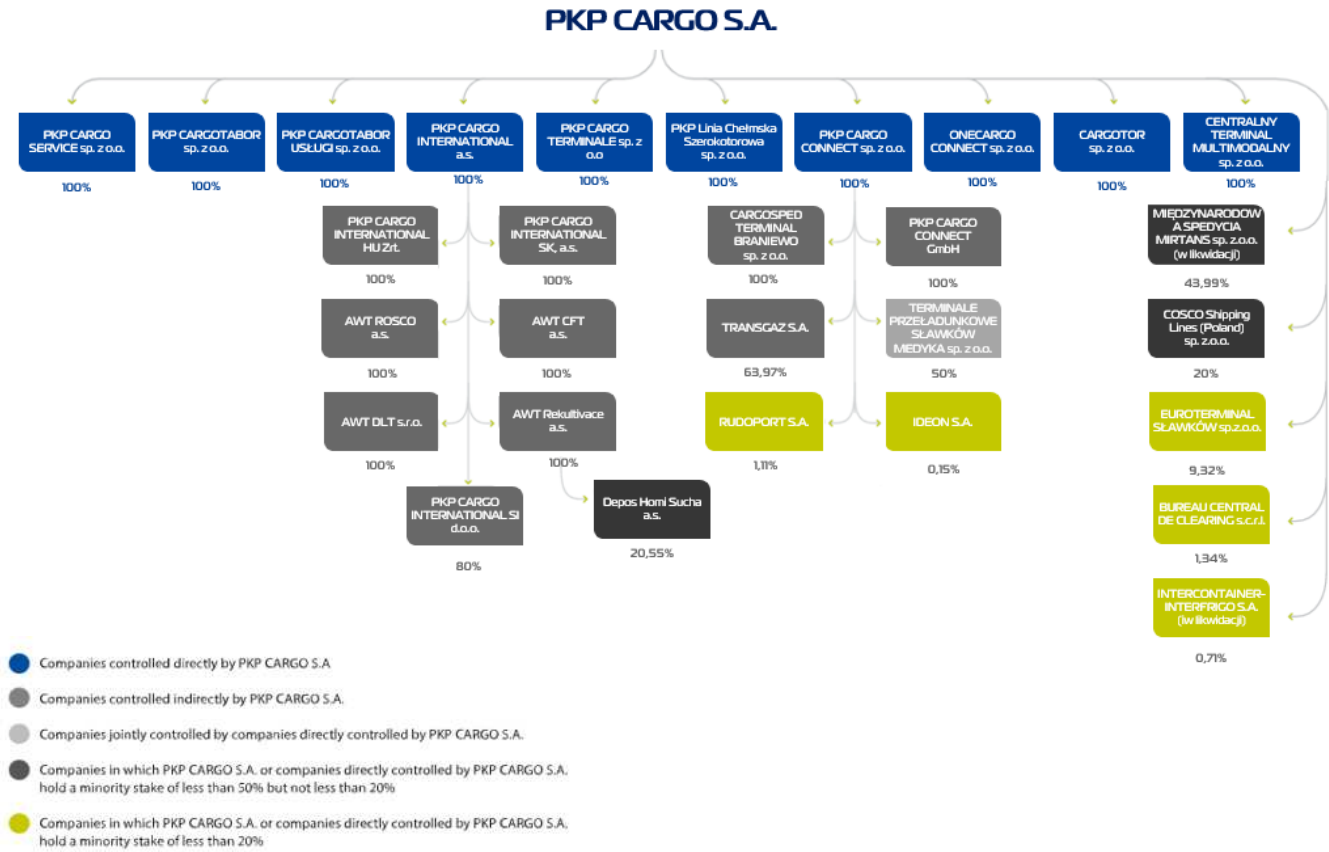 PKP CARGO S.A.
PKP CARGO
SERVICE sp. z o.o.
100%
PKP CARGOTABOR
sp. z o.o.
100%
PKP CARGOTABOR
USŁUGI sp. z o.o.
100%
PKP CARGO
INTERNATIONAL
a.s.
100%
PKP CARGO
TERMINALE sp. z
o.o
100%
PKP Linia Chełmska
Szerokotorowa
sp. z o.o.
100%
PKP CARGO
CONNECT sp. z o.o.
100%
ONECARGO
CONNECT sp. z o.o.
100%
CARGOTOR
sp. z o.o.
100%
CENTRALNY
TERMINAL
MULTIMODALNY
sp. z o.o.
100%
PKP CARGO
INTERNATIONAL
HU Zrt.
100%
PKP CARGO
INTERNATIONAL
SK, a.s.
100%
AWT ROSCO
a.s.
100%
AWT CFT
a.s.
100%
AWT DLT s.r.o.
100%
AWT Rekultivace
a.s.
100%
PKP CARGO
INTERNATIONAL SI
d.o.o.
80%
Depos Horni Sucha
a.s.
20,55%
CARGOSPED
TERMINAL
BRANIEWO
sp. z o.o.
100%
PKP CARGO
CONNECT
GmbH
100%
TRANSGAZ S.A.
63,97%
TERMINALE
PRZEŁADUNKOWE
SŁAWKÓW
MEDYKA sp. z o.o.
50%
RUDOPORT S.A.
1,11%
IDEON S.A.
0,15%
MIĘDZYNARODOW
A SPEDYCJA
MIRTANS sp. z.o.o.
(w likwidacji)
43,99%
COSCO Shipping
Lines (Poland)
sp. z.o.o.
20%
EUROTERMINAL
SŁAWKÓW sp.z.o.o.
9,32%
BUREAU CENTRAL
DE CLEARING s.c.r.l.
1,34%
INTERCONTAINER-
INTERFRIGO S.A.
(iw likwidacji)
0,71%
Companies controlled directly by PKP CARGO S.A
Companies controlled indirectly by PKP CARGO S.A.
Companies jointly controlled by companies directly controlled by PKP CARGO S.A.
Companies in which PKP CARGO S.A. or companies directly controlled by PKP CARGO S.A.
hold a minority stake of less than 50% but not less than 20%
Companies in which PKP CARGO S.A. or companies directly controlled by PKP CARGO S.A.
hold a minority stake of less than 20%